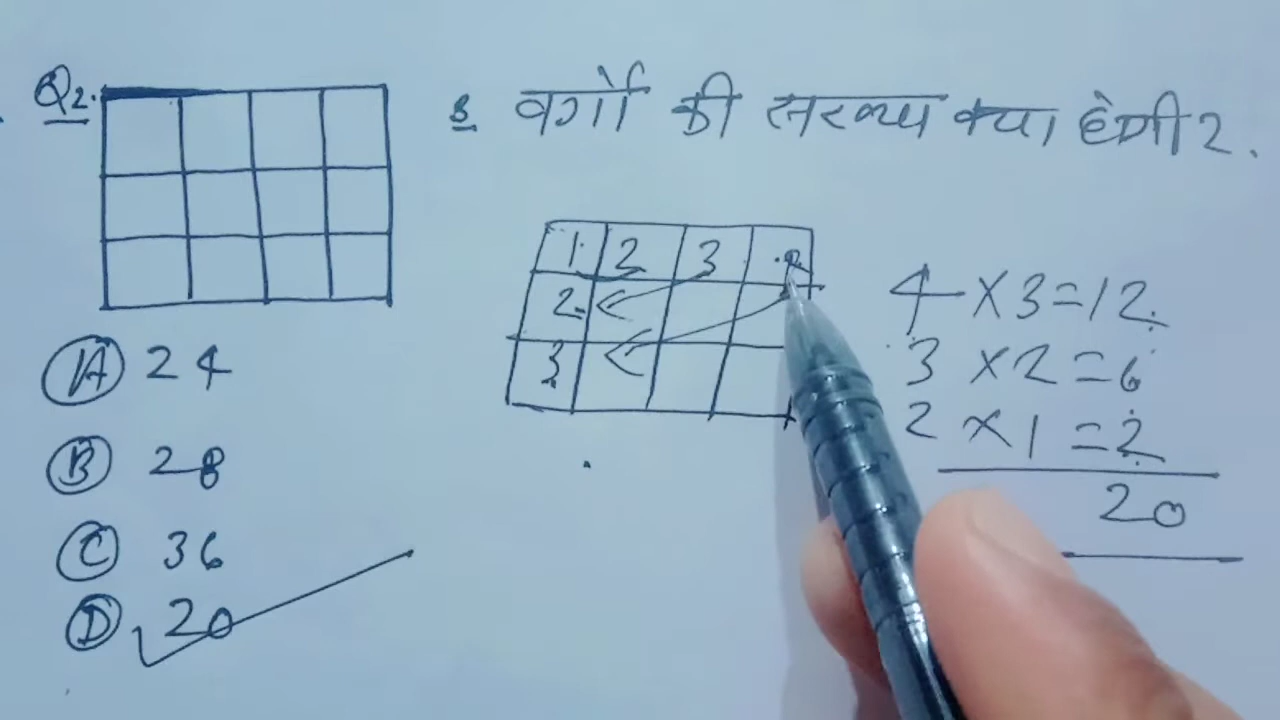 Q2.
वर्गों की सरख्या क्या होगी?.
1 2 3
2
3
4 X 3 = 12
3 X 2 = 6
2 X 1 = 2
20
(A) 24
(B) 28
(C) 36
(D) 20